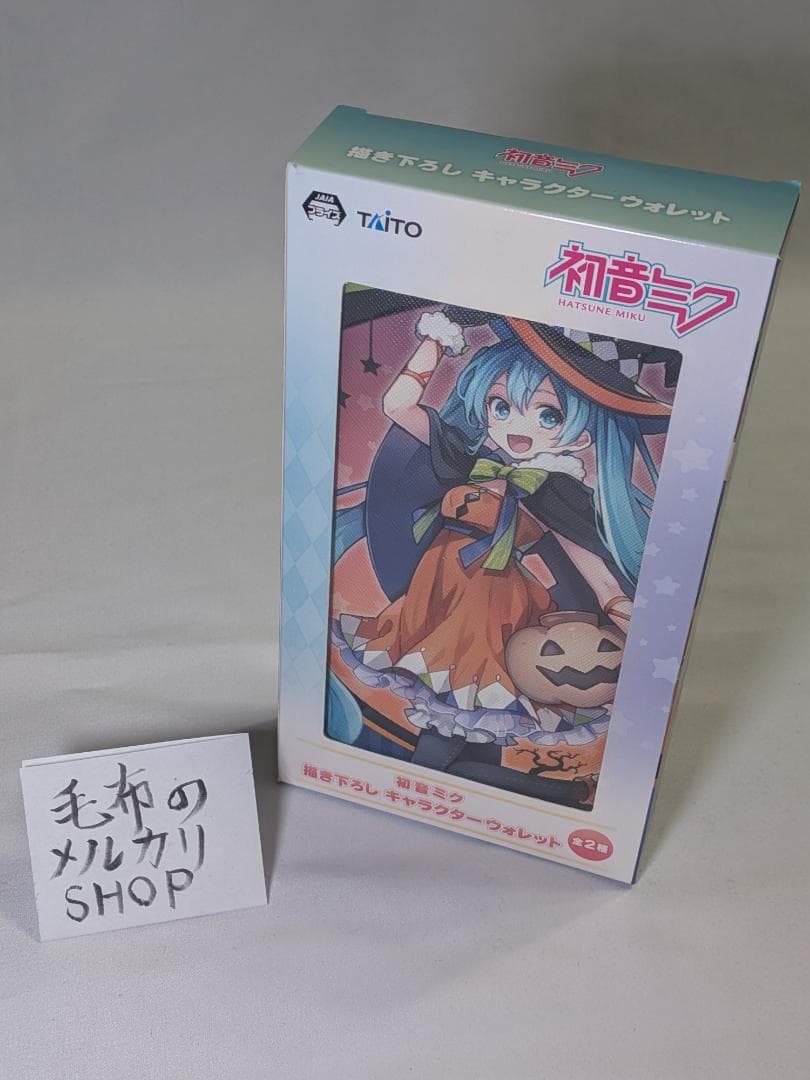 初音ミク
描き下ろし キャラクター ウォレット
JAIA
プライズ
TAITO
初音ミク
HATSUNE MIKU
初音ミク
描き下ろし キャラクター ウォレット 全2種
毛布の
メルカリ
SHOP